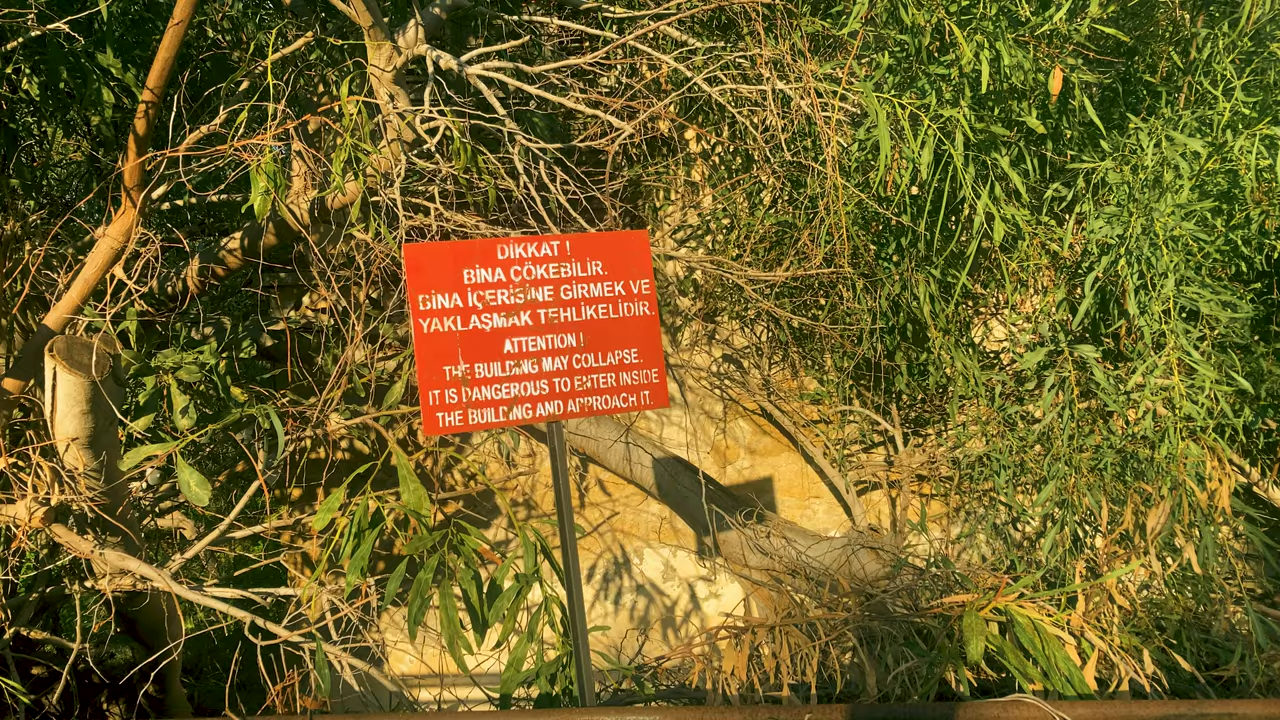 DİKKAT !
BİNA ÇÖKEBİLİR.
BİNA İÇERİSİNE GİRMEK VE
YAKLAŞMAK TEHLİKELİDİR.
ATTENTION !
THE BUILDING MAY COLLAPSE.
IT IS DANGEROUS TO ENTER INSIDE
THE BUILDING AND APPROACH IT.